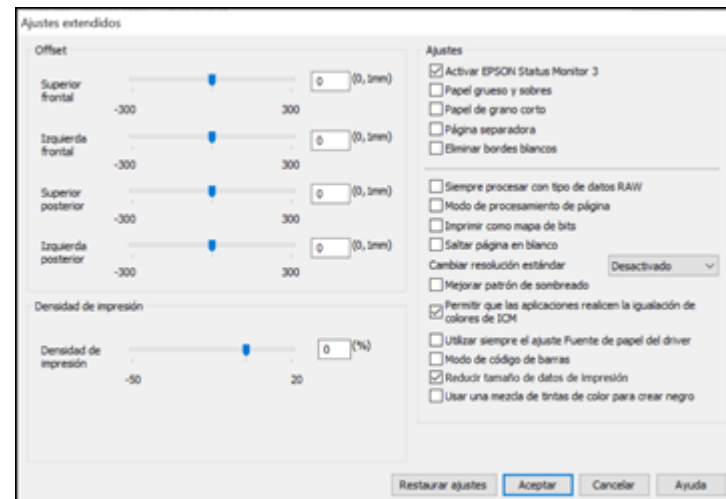 Ajustes extendidos
Offset
Superior
frontal
0
(0,1mm)
-300
300
Izquierda
frontal
0
(0,1mm)
-300
300
Superior
posterior
0
(0,1mm)
-300
300
Izquierda
posterior
0
(0,1mm)
-300
300
Densidad de impresión
Densidad de
impresión
0
(%)
-50
20
Ajustes
Activar EPSON Status Monitor 3
Papel grueso y sobres
Papel de grano corto
Página separadora
Eliminar bordes blancos
Siempre procesar con tipo de datos RAW
Modo de procesamiento de página
Imprimir como mapa de bits
Saltar página en blanco
Cambiar resolución estándar
Desactivado
Mejorar patrón de sombreado
Permitir que las aplicaciones realicen la igualación de
colores de ICM
Utilizar siempre el ajuste Fuente de papel del driver
Modo de código de barras
Reducir tamaño de datos de impresión
Usar una mezcla de tintas de color para crear negro
Restaurar ajustes
Aceptar
Cancelar
Ayuda